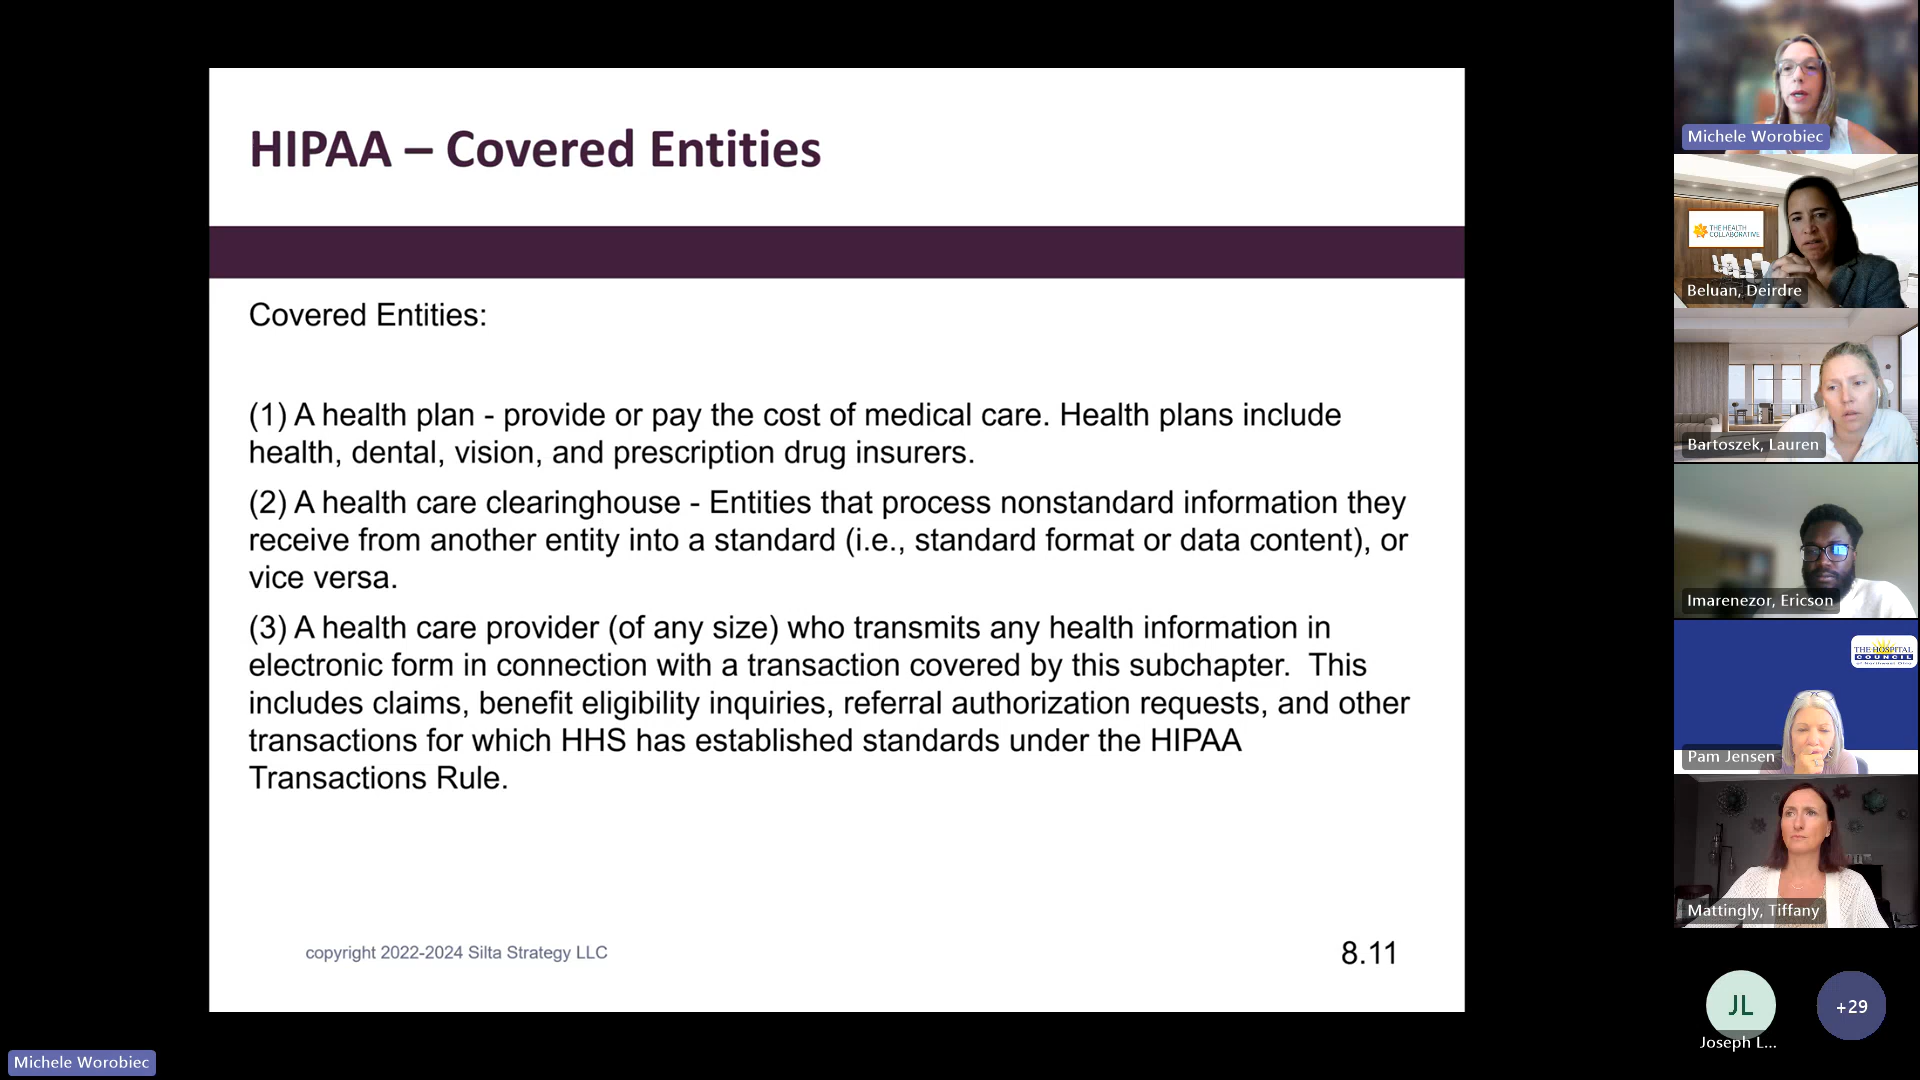 HIPAA – Covered Entities
Covered Entities:
(1) A health plan - provide or pay the cost of medical care. Health plans include
health, dental, vision, and prescription drug insurers.
(2) A health care clearinghouse - Entities that process nonstandard information they
receive from another entity into a standard (i.e., standard format or data content), or
vice versa.
(3) A health care provider (of any size) who transmits any health information in
electronic form in connection with a transaction covered by this subchapter.  This
includes claims, benefit eligibility inquiries, referral authorization requests, and other
transactions for which HHS has established standards under the HIPAA
Transactions Rule.
copyright 2022-2024 Silta Strategy LLC
8.11
Michele Worobiec
Michele Worobiec
THE HEALTH
COLLABORATIVE
Beluan, Deirdre
Bartoszek, Lauren
Imarenezor, Ericson
THE HOSPITAL
COUNCIL
of Northwest Ohio
Pam Jensen
Mattingly, Tiffany
JL
Joseph L...
+29